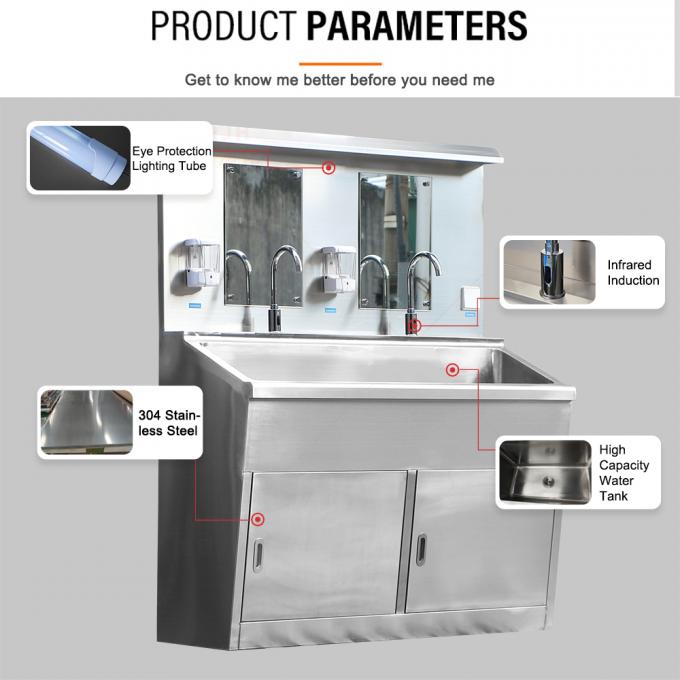 PRODUCT PARAMETERS
Get to know me better before you need me
Eye Protection
Lighting Tube
Infrared
Induction
304 Stain-
less Steel
High
Capacity
Water
Tank